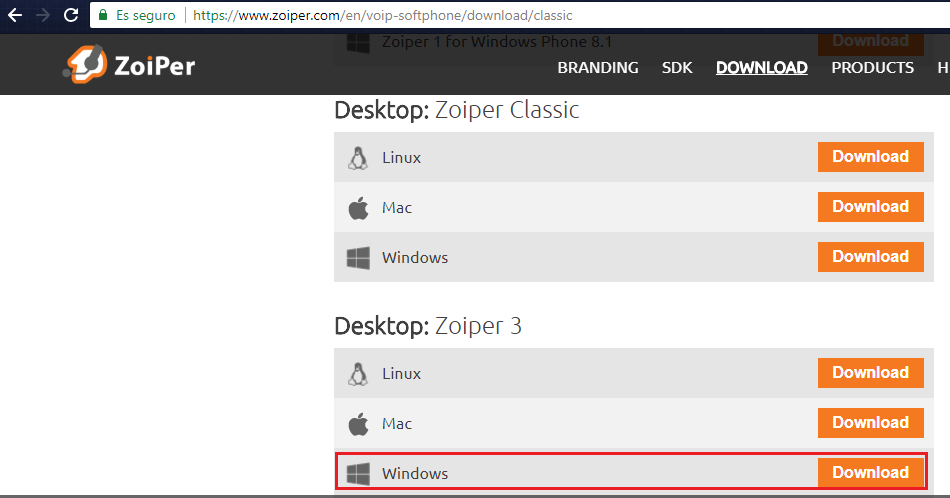 Es seguro https://www.zoiper.com/en/voip-softphone/download/classic
Zoiper 1 for Windows Phone 8.1 Download
ZoiPer BRANDING SDK DOWNLOAD PRODUCTS H
Desktop: Zoiper Classic
Linux Download
Mac Download
Windows Download
Desktop: Zoiper 3
Linux Download
Mac Download
Windows Download